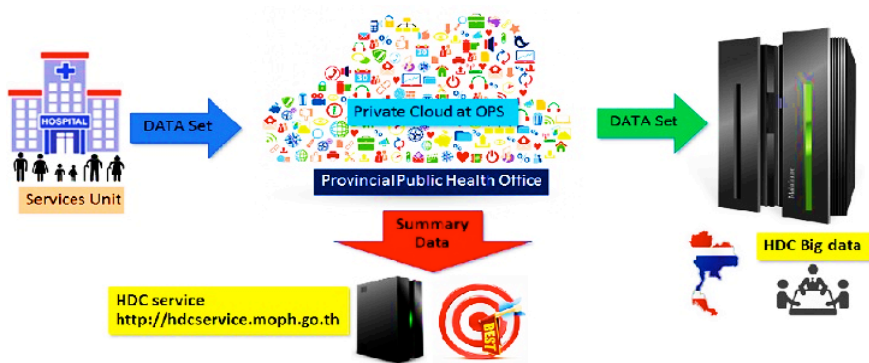 HOSPITAL
DATA Set
Private Cloud at OPS
DATA Set
Services Unit
Provincial Public Health Office
Summary
Data
HDC Big data
HDC service
http://hdcservice.moph.go.th
BEST